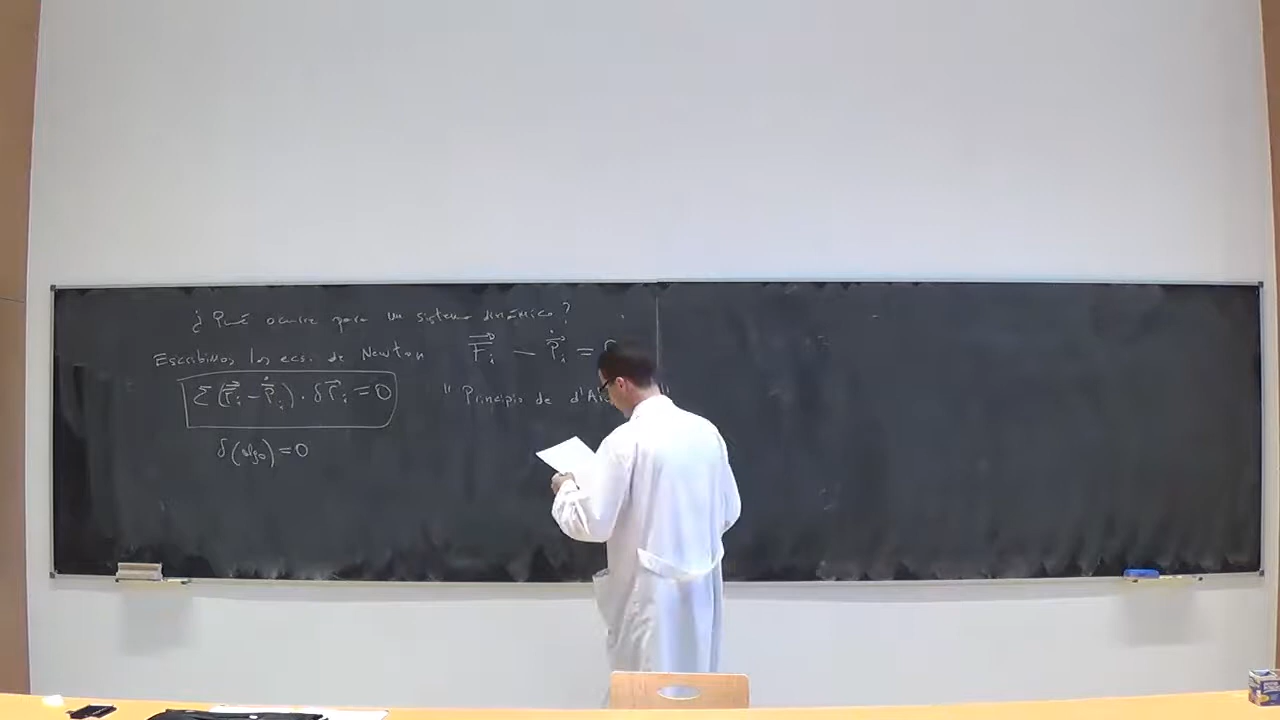 ¿Qué ocurre para un sistema dinámico?
Escribimos las ecs. de Newton F⃗ᵢ − ṗ⃗ᵢ =
Σ(F⃗ᵢ − ṗ⃗ᵢ)·δr⃗ᵢ = 0
"Principio de
δ(algo) = 0